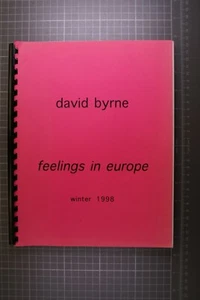 david byrne
feelings in europe
winter 1998